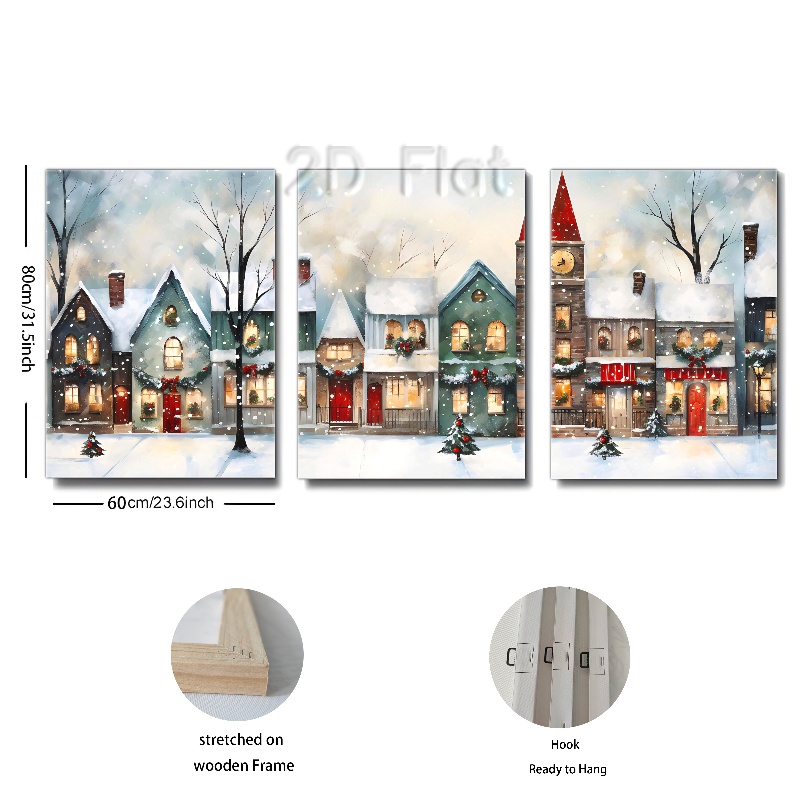 2D Flat
80cm/31.5inch
60cm/23.6inch
stretched on
wooden Frame
Hook
Ready to Hang